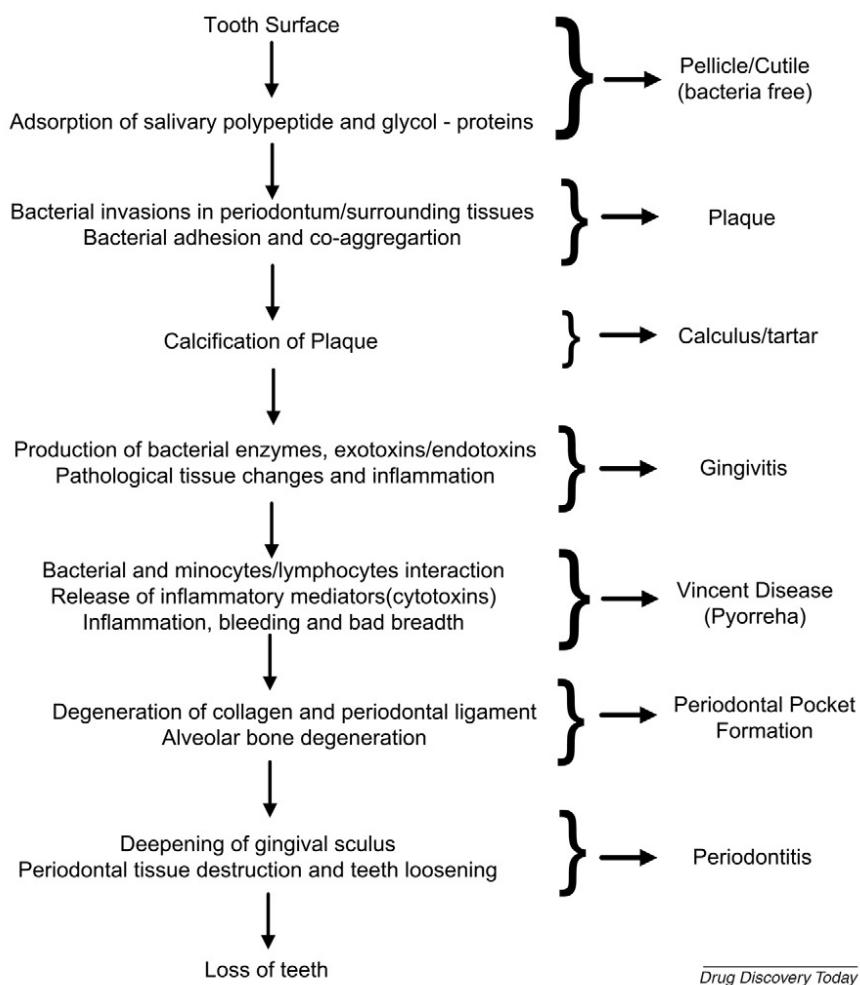 Tooth Surface
Pellicle/Cutile
(bacteria free)
Adsorption of salivary polypeptide and glycol - proteins
Bacterial invasions in periodontum/surrounding tissues
Bacterial adhesion and co-aggregartion
Plaque
Calcification of Plaque
Calculus/tartar
Production of bacterial enzymes, exotoxins/endotoxins
Pathological tissue changes and inflammation
Gingivitis
Bacterial and minocytes/lymphocytes interaction
Release of inflammatory mediators(cytotoxins)
Inflammation, bleeding and bad breadth
Vincent Disease
(Pyorreha)
Degeneration of collagen and periodontal ligament
Alveolar bone degeneration
Periodontal Pocket
Formation
Deepening of gingival sculus
Periodontal tissue destruction and teeth loosening
Periodontitis
Loss of teeth
Drug Discovery Today